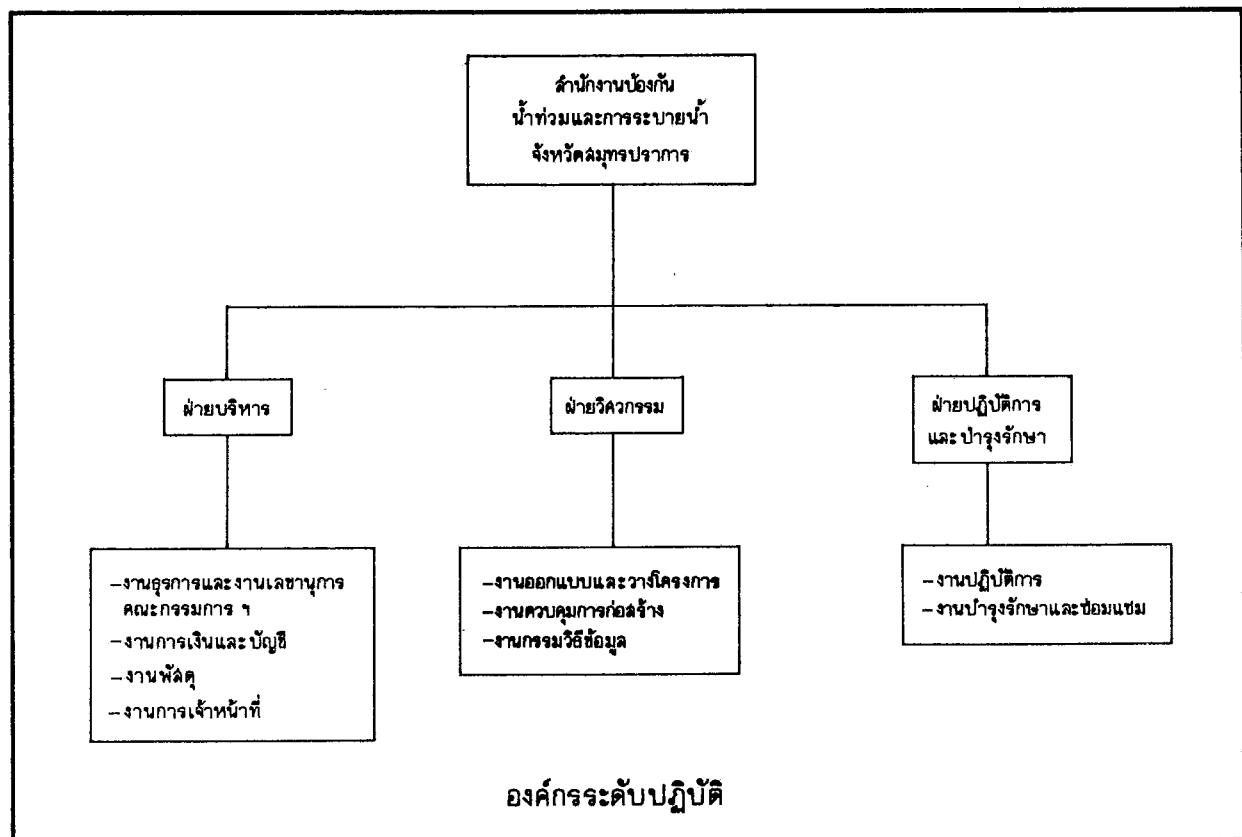 สำนักงานป้องกัน
น้ำท่วมและการระบายน้ำ
จังหวัดสมุทรปราการ
ฝ่ายบริหาร
ฝ่ายวิศวกรรม
ฝ่ายปฏิบัติการ
และบำรุงรักษา
-งานธุรการและงานเลขานุการ
คณะกรรมการ ฯ
-งานการเงินและบัญชี
-งานพัสดุ
-งานการเจ้าหน้าที่
-งานออกแบบและวางโครงการ
-งานควบคุมการก่อสร้าง
-งานกรรมวิธีข้อมูล
-งานปฏิบัติการ
-งานบำรุงรักษาและซ่อมแซม
องค์กรระดับปฏิบัติ